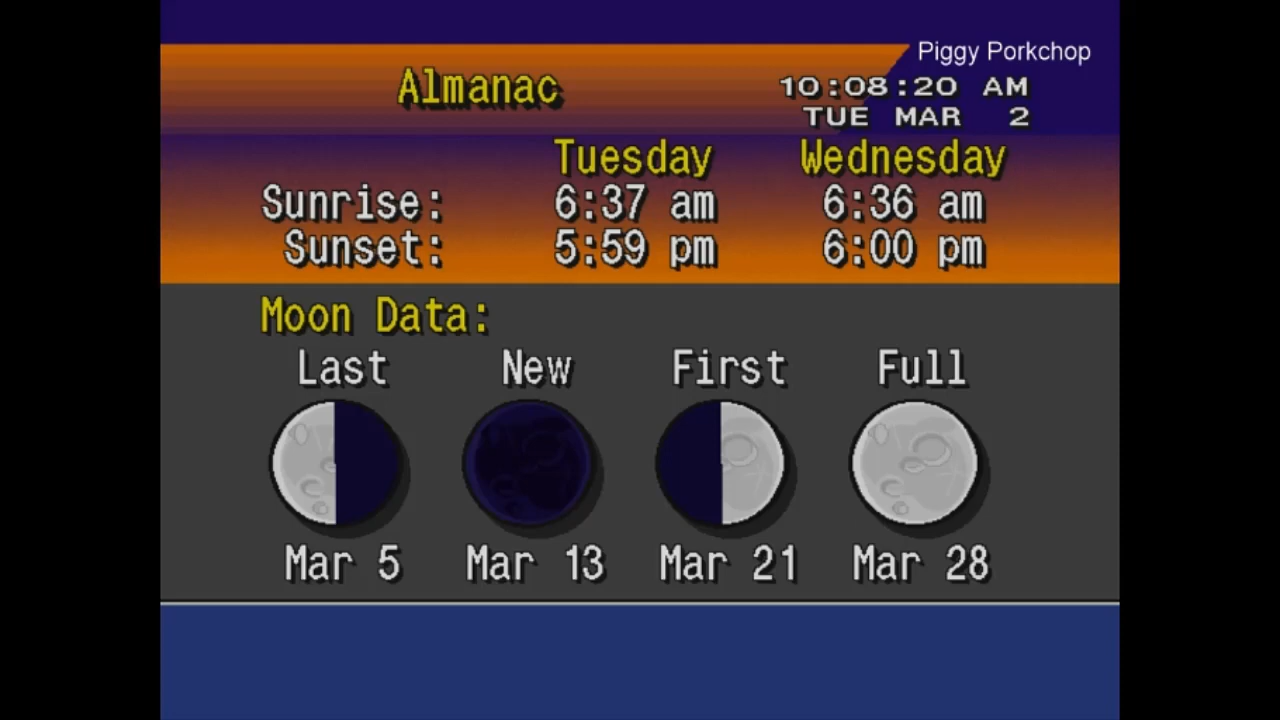 Piggy Porkchop
Almanac
10:08:20 AM
TUE MAR 2
Tuesday Wednesday
Sunrise: 6:37 am 6:36 am
Sunset: 5:59 pm 6:00 pm
Moon Data:
Last New First Full
Mar 5 Mar 13 Mar 21 Mar 28